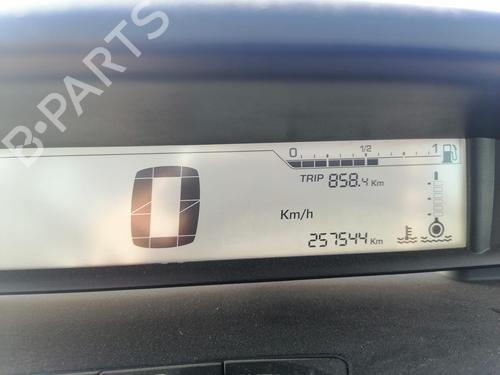 B-PARTS
0 1/2 1
TRIP 858.4 Km
0
Km/h
257544 Km